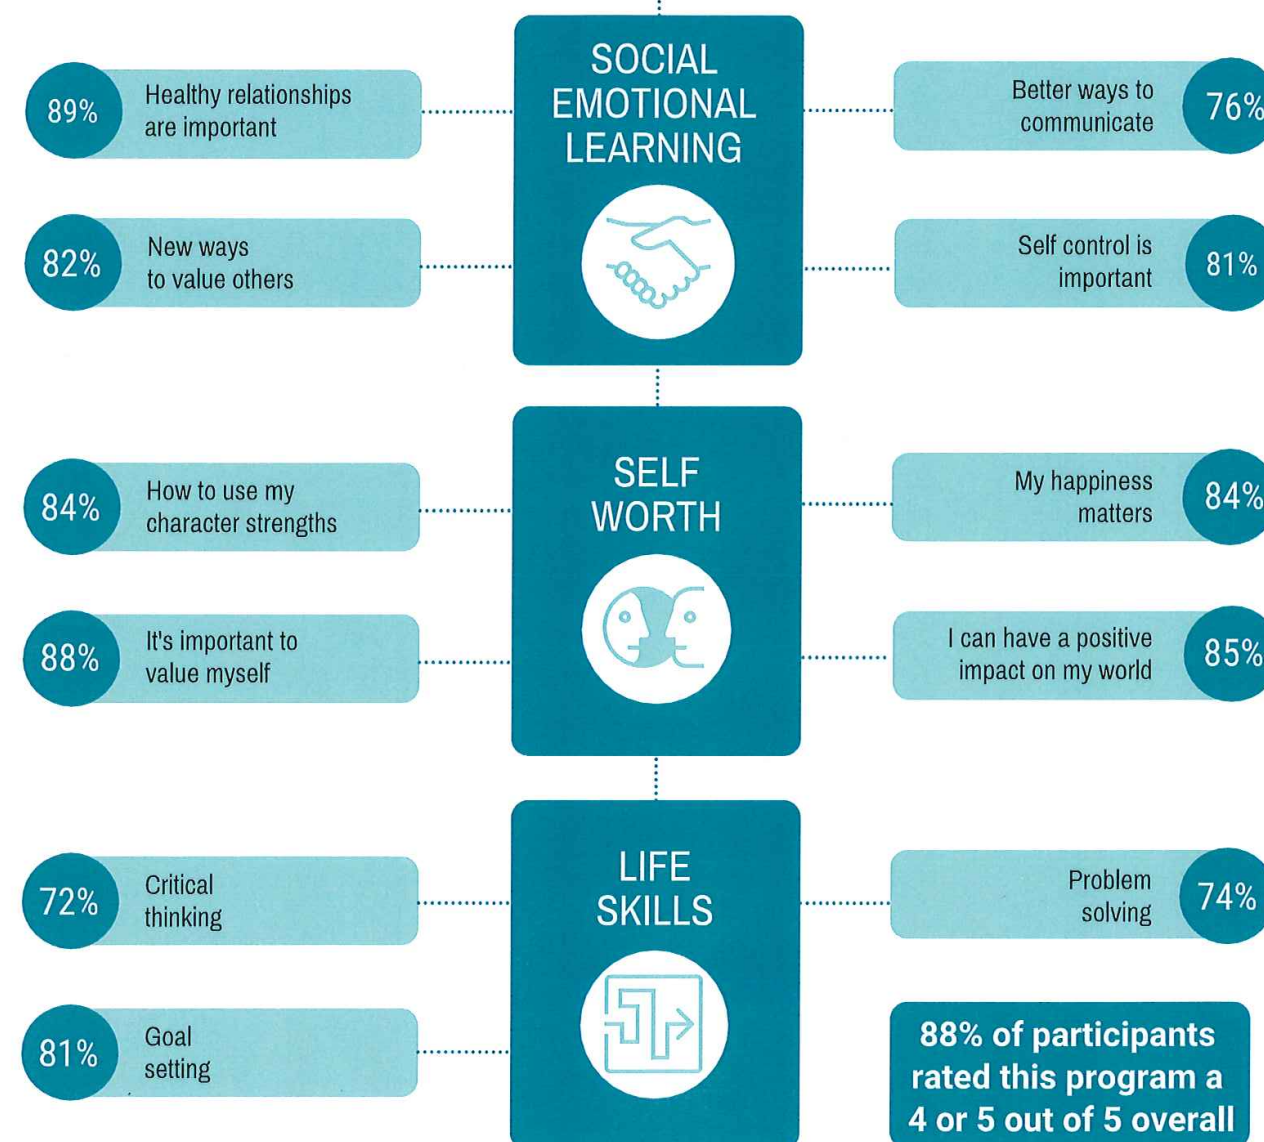 SOCIAL
EMOTIONAL
LEARNING
89%
Healthy relationships
are important
Better ways to
communicate
76%
82%
New ways
to value others
Self control is
important
81%
SELF
WORTH
84%
How to use my
character strengths
My happiness
matters
84%
88%
It's important to
value myself
I can have a positive
impact on my world
85%
LIFE
SKILLS
72%
Critical
thinking
Problem
solving
74%
81%
Goal
setting
88% of participants
rated this program a
4 or 5 out of 5 overall